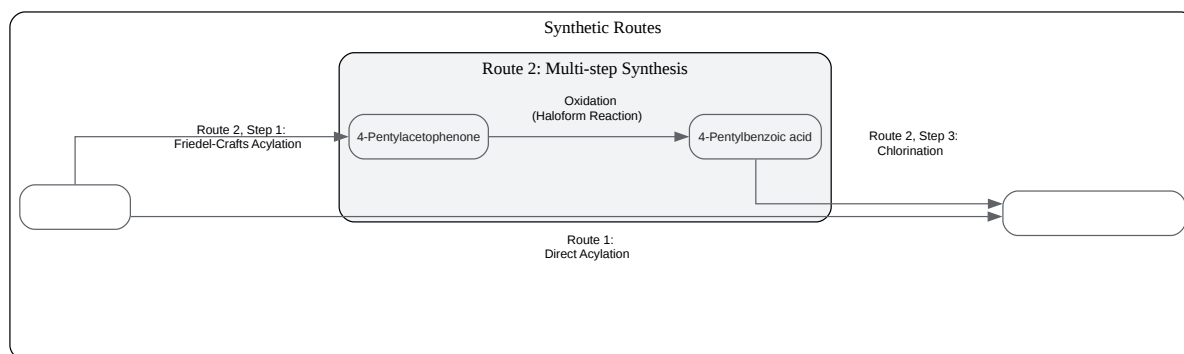 Synthetic Routes
Route 2: Multi-step Synthesis
Oxidation
(Haloform Reaction)
Route 2, Step 1:
Friedel-Crafts Acylation
4-Pentylacetophenone
4-Pentylbenzoic acid
Route 2, Step 3:
Chlorination
Route 1:
Direct Acylation